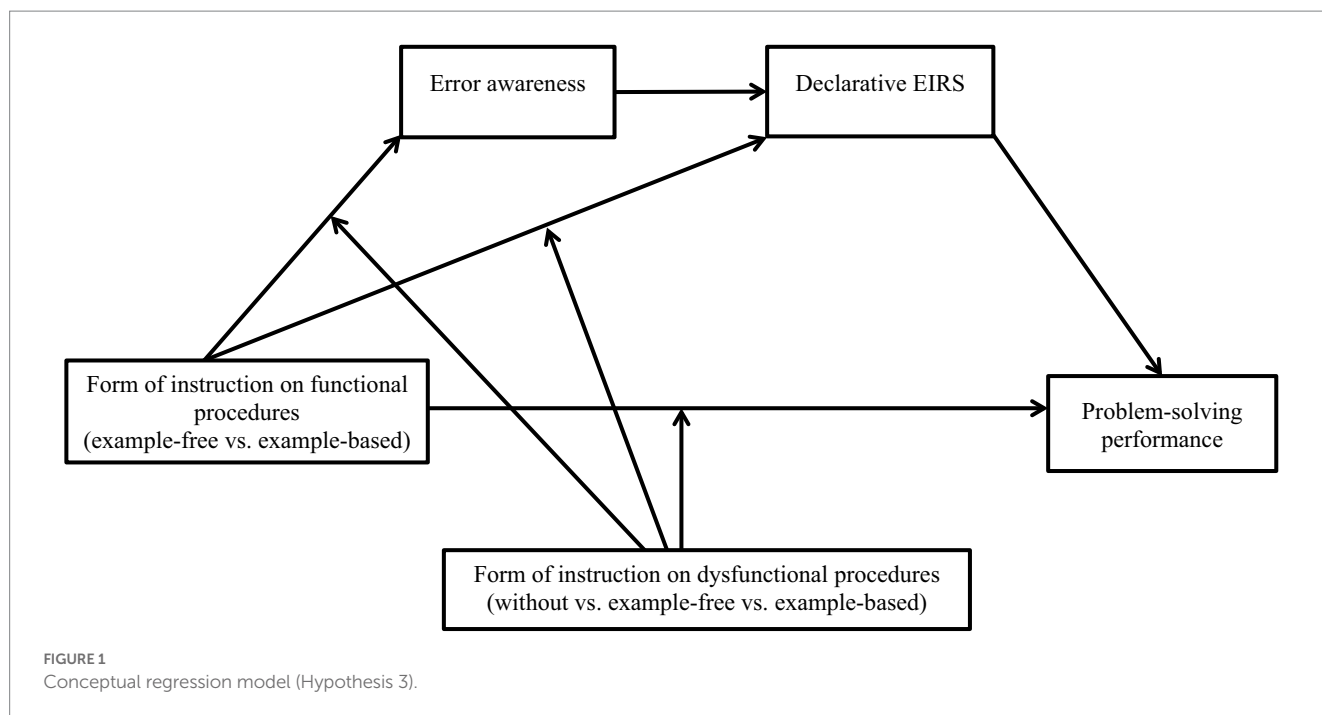 Error awareness
Declarative EIRS
Form of instruction on functional
procedures
(example-free vs. example-based)
Problem-solving
performance
Form of instruction on dysfunctional procedures
(without vs. example-free vs. example-based)
FIGURE 1
Conceptual regression model (Hypothesis 3).